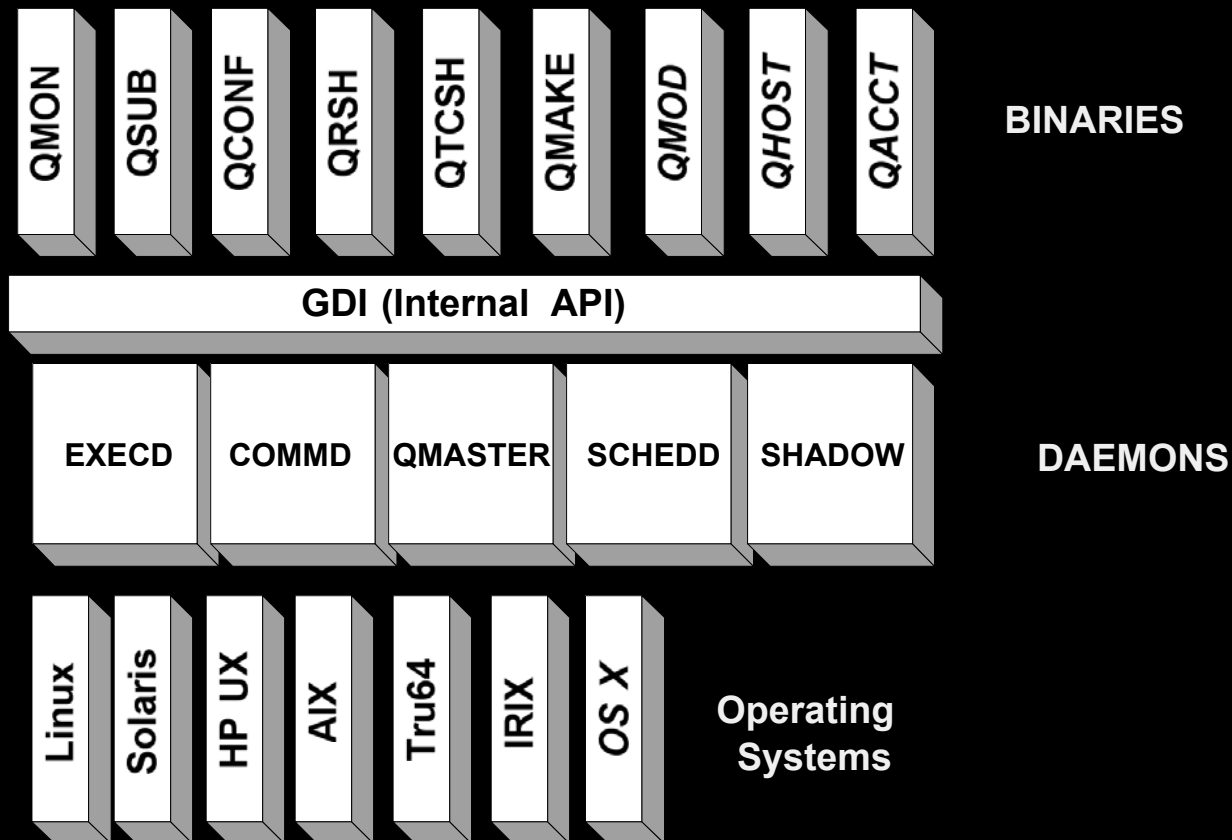 QMON
QSUB
QCONF
QRSH
QTCSH
QMAKE
QMOD
QHOST
QACCT
BINARIES
GDI (Internal API)
EXECD
COMMD
QMASTER
SCHEDD
SHADOW
DAEMONS
Linux
Solaris
HP UX
AIX
Tru64
IRIX
OS X
Operating
Systems